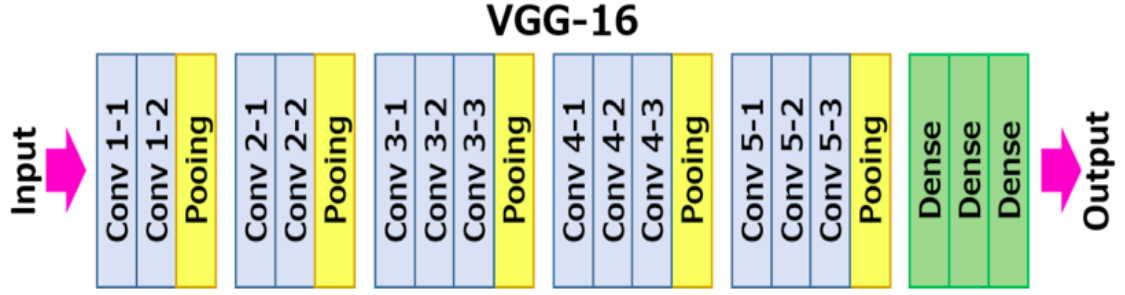 VGG-16
Input
Conv 1-1
Conv 1-2
Pooing
Conv 2-1
Conv 2-2
Pooing
Conv 3-1
Conv 3-2
Conv 3-3
Pooing
Conv 4-1
Conv 4-2
Conv 4-3
Pooing
Conv 5-1
Conv 5-2
Conv 5-3
Pooing
Dense
Dense
Dense
Output